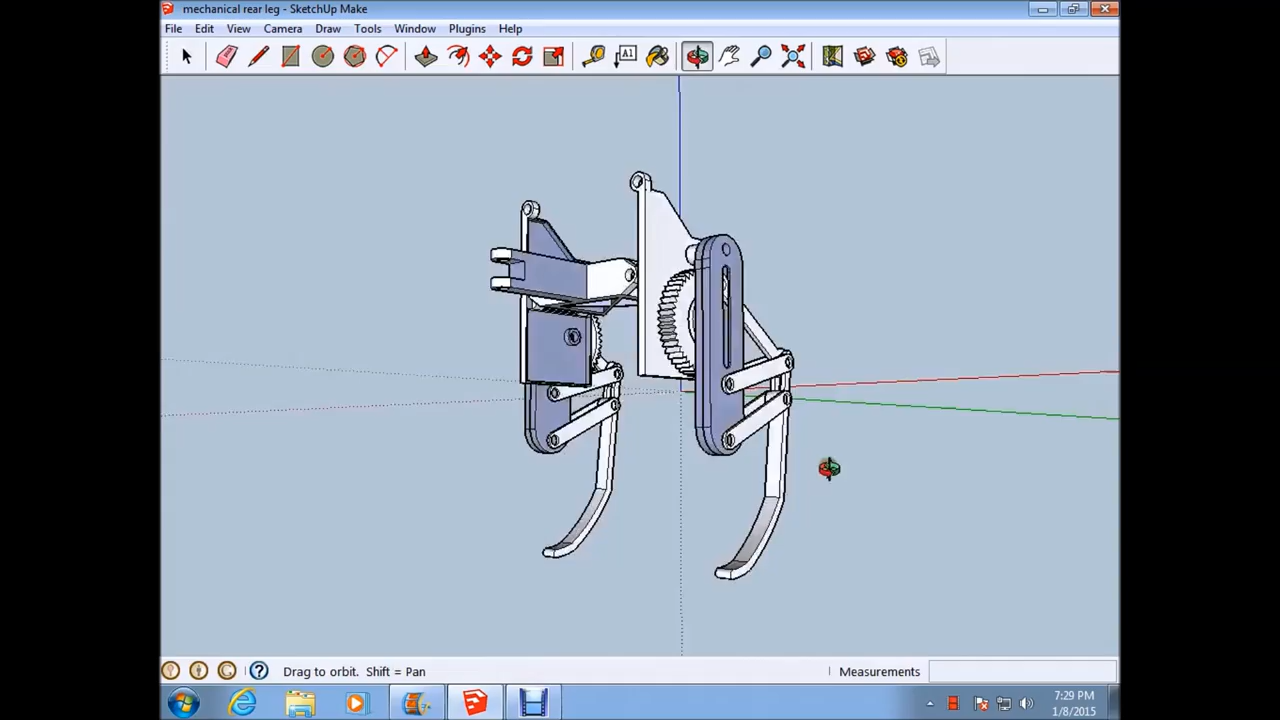 mechanical rear leg - SketchUp Make
File Edit View Camera Draw Tools Window Plugins Help
A1
Drag to orbit. Shift = Pan
Measurements
7:29 PM
1/8/2015